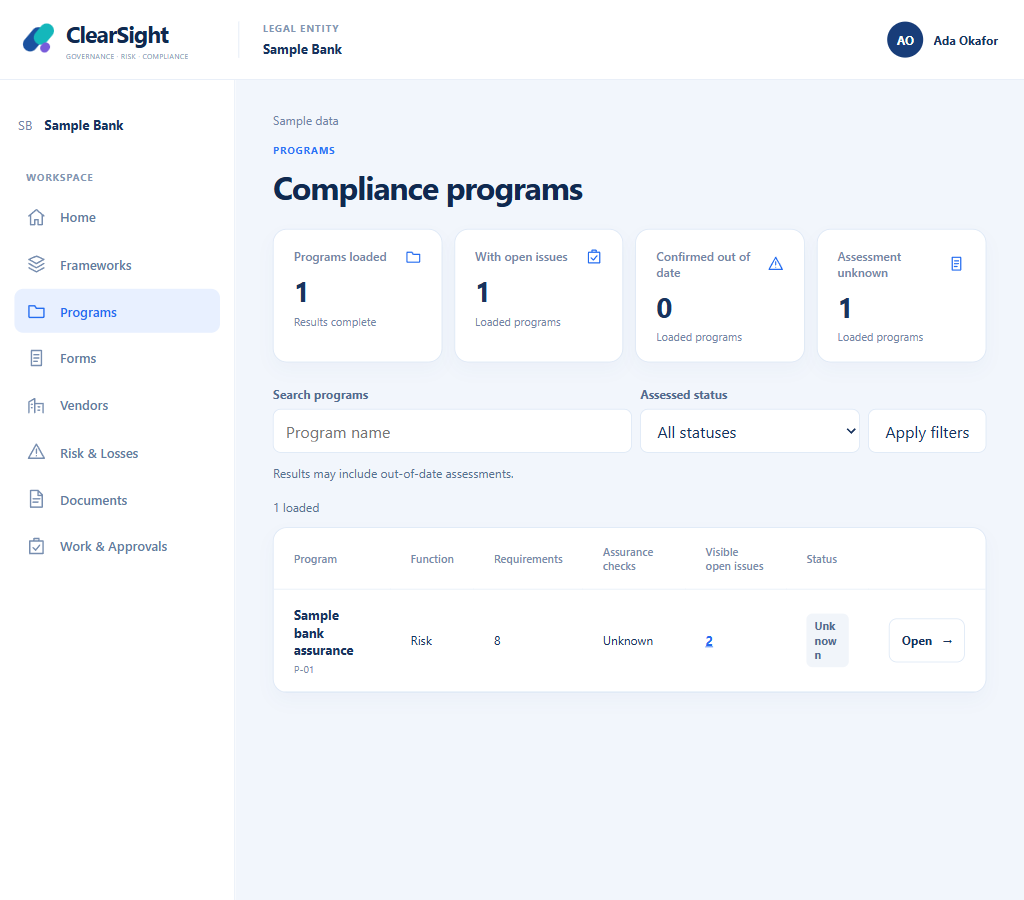 ClearSight
GOVERNANCE · RISK · COMPLIANCE
LEGAL ENTITY
Sample Bank
AO
Ada Okafor
SB Sample Bank
WORKSPACE
Home
Frameworks
Programs
Forms
Vendors
Risk & Losses
Documents
Work & Approvals
Sample data
PROGRAMS
Compliance programs
Programs loaded
1
Results complete
With open issues
1
Loaded programs
Confirmed out of
date
0
Loaded programs
Assessment
unknown
1
Loaded programs
Search programs
Program name
Assessed status
All statuses
Apply filters
Results may include out-of-date assessments.
1 loaded
Program
Function
Requirements
Assurance
checks
Visible
open issues
Status
Sample
bank
assurance
P-01
Risk
8
Unknown
2
Unk
now
n
Open →